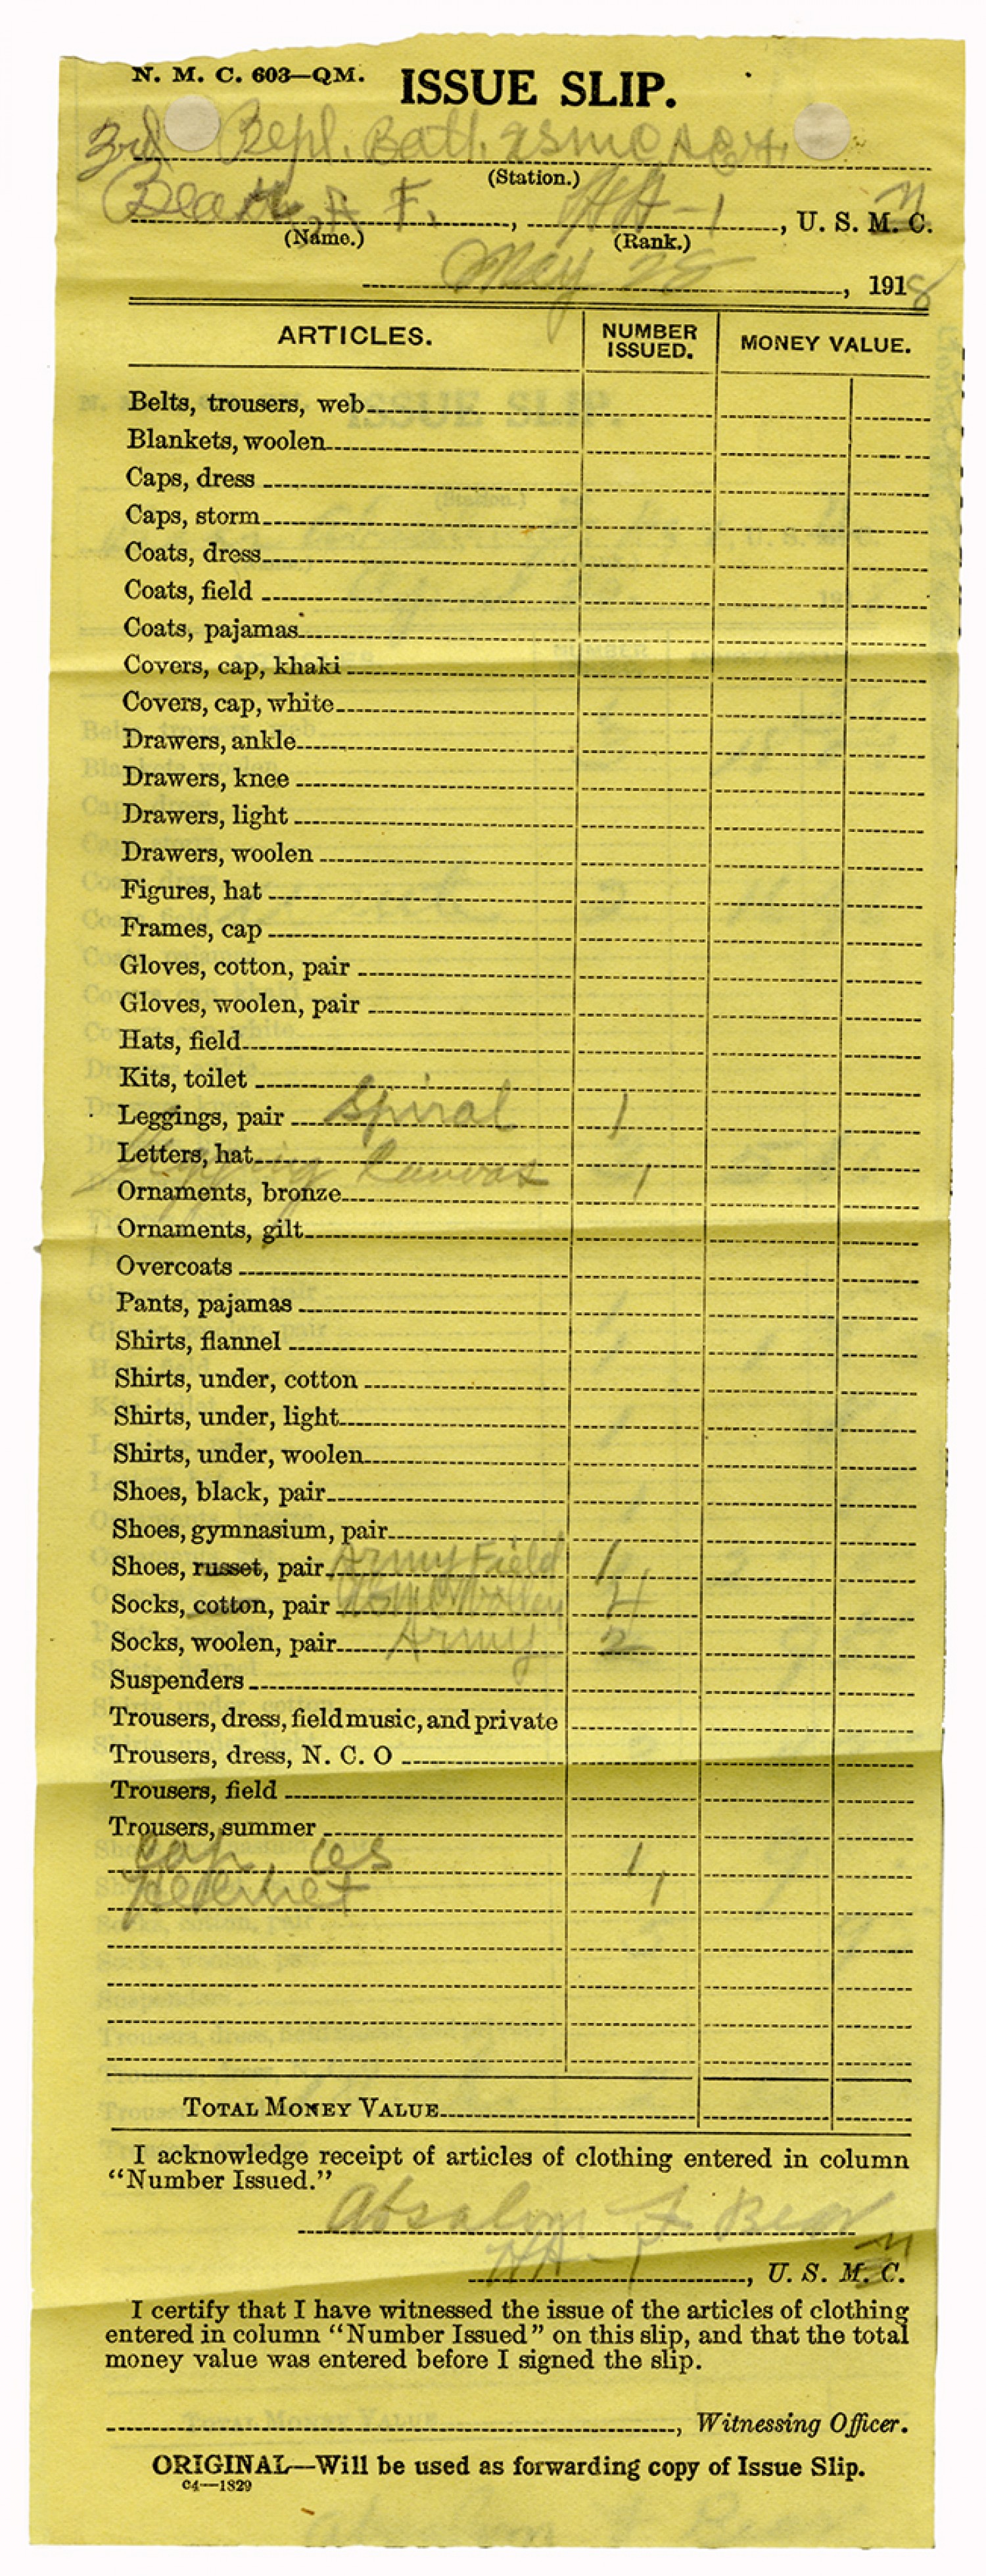 N. M. C. 603—QM. ISSUE SLIP.
3rd Repl. Batt.
(Station.)
F. HA-1, U. S. M. C. N
(Name.) (Rank.)
May 28, 1918
ARTICLES. NUMBER ISSUED. MONEY VALUE.
Belts, trousers, web
Blankets, woolen
Caps, dress
Caps, storm
Coats, dress
Coats, field
Coats, pajamas
Covers, cap, khaki
Covers, cap, white
Drawers, ankle
Drawers, knee
Drawers, light
Drawers, woolen
Figures, hat
Frames, cap
Gloves, cotton, pair
Gloves, woolen, pair
Hats, field
Kits, toilet
Leggings, pair Spiral 1
Letters, hat
Leggings Canvas 1
Ornaments, bronze
Ornaments, gilt
Overcoats
Pants, pajamas
Shirts, flannel
Shirts, under, cotton
Shirts, under, light
Shirts, under, woolen
Shoes, black, pair
Shoes, gymnasium, pair
Shoes, russet, pair Army Field 1
Socks, cotton, pair 4
Socks, woolen, pair Army 2
Suspenders
Trousers, dress, field music, and private
Trousers, dress, N. C. O
Trousers, field
Trousers, summer
Cap, 1
Helmet 1
TOTAL MONEY VALUE
I acknowledge receipt of articles of clothing entered in column
"Number Issued."
Absalom F. Bear
HA-1, U. S. M. C. N
I certify that I have witnessed the issue of the articles of clothing
entered in column "Number Issued" on this slip, and that the total
money value was entered before I signed the slip.
, Witnessing Officer.
ORIGINAL—Will be used as forwarding copy of Issue Slip.
C4—1829